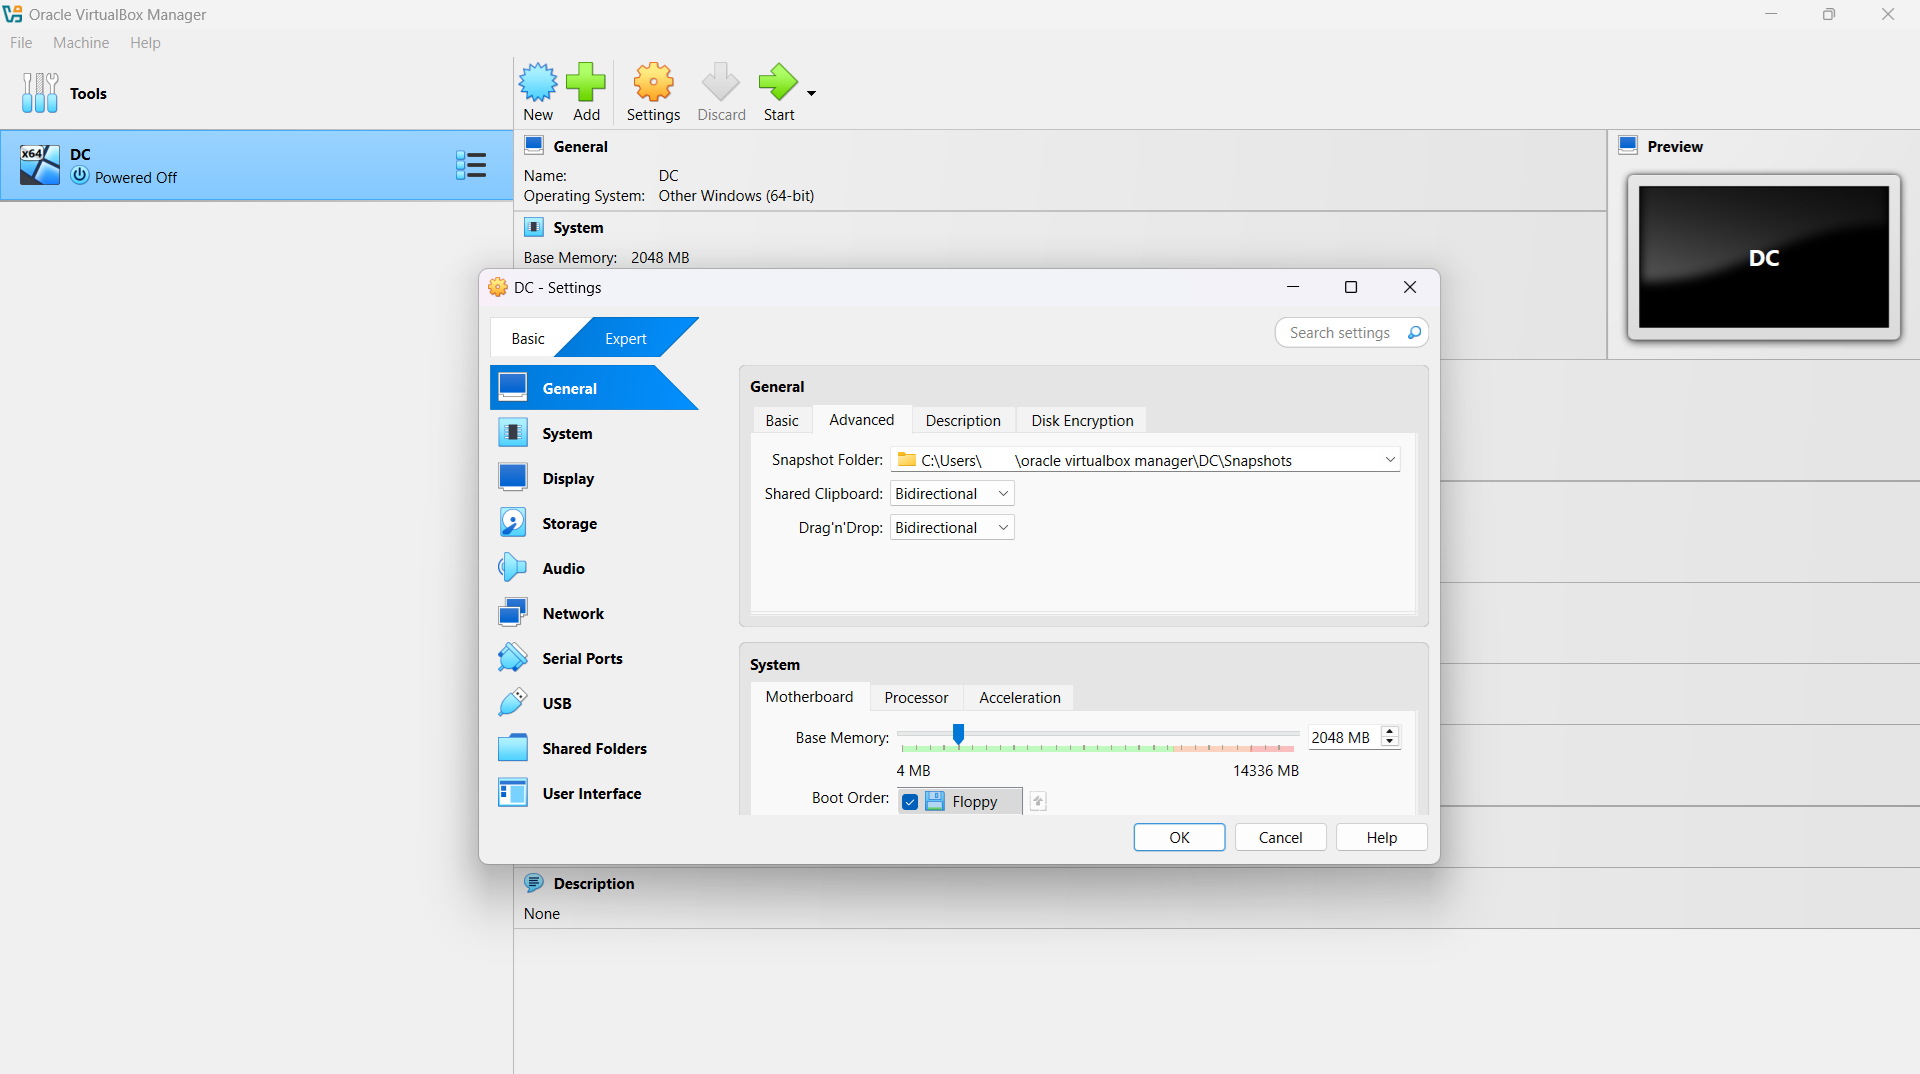 Oracle VirtualBox Manager
File Machine Help
Tools
New Add Settings Discard Start
x64 DC
Powered Off
General
Name: DC
Operating System: Other Windows (64-bit)
System
Base Memory: 2048 MB
Preview
DC
DC - Settings
Basic Expert
Search settings
General
System
Display
Storage
Audio
Network
Serial Ports
USB
Shared Folders
User Interface
General
Basic Advanced Description Disk Encryption
Snapshot Folder: C:\Users\ \oracle virtualbox manager\DC\Snapshots
Shared Clipboard: Bidirectional
Drag'n'Drop: Bidirectional
System
Motherboard Processor Acceleration
Base Memory: 2048 MB
4 MB 14336 MB
Boot Order: Floppy
OK Cancel Help
Description
None